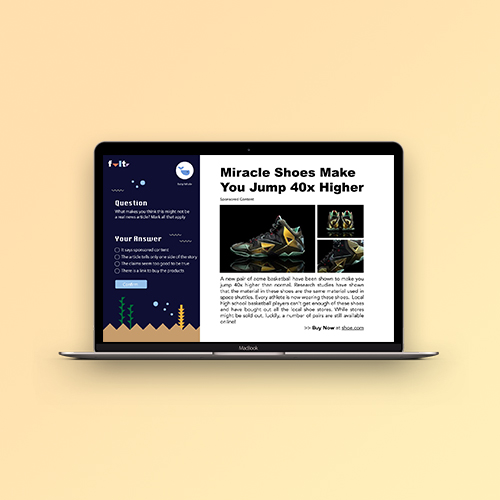 Question
What makes you think this might not be
a real news article? Mark all that apply
Your Answer
It says sponsored content
The article tells only one side of the story
The claims seem too good to be true
There is a link to buy the products
Miracle Shoes Make
You Jump 40x Higher
Sponsored Content
A new pair of some basketball have been shown to make you
jump 40x higher than normal. Research studies have shown
that the material in these shoes are the same material used in
space shuttles. Every athlete is now wearing these shoes. Local
high school basketball players can't get enough of these shoes
and have bought out all the local shoe stores. While stores
might be sold out, luckily, a number of pairs are still available
online!
>> Buy Now at shoe.com
MacBook